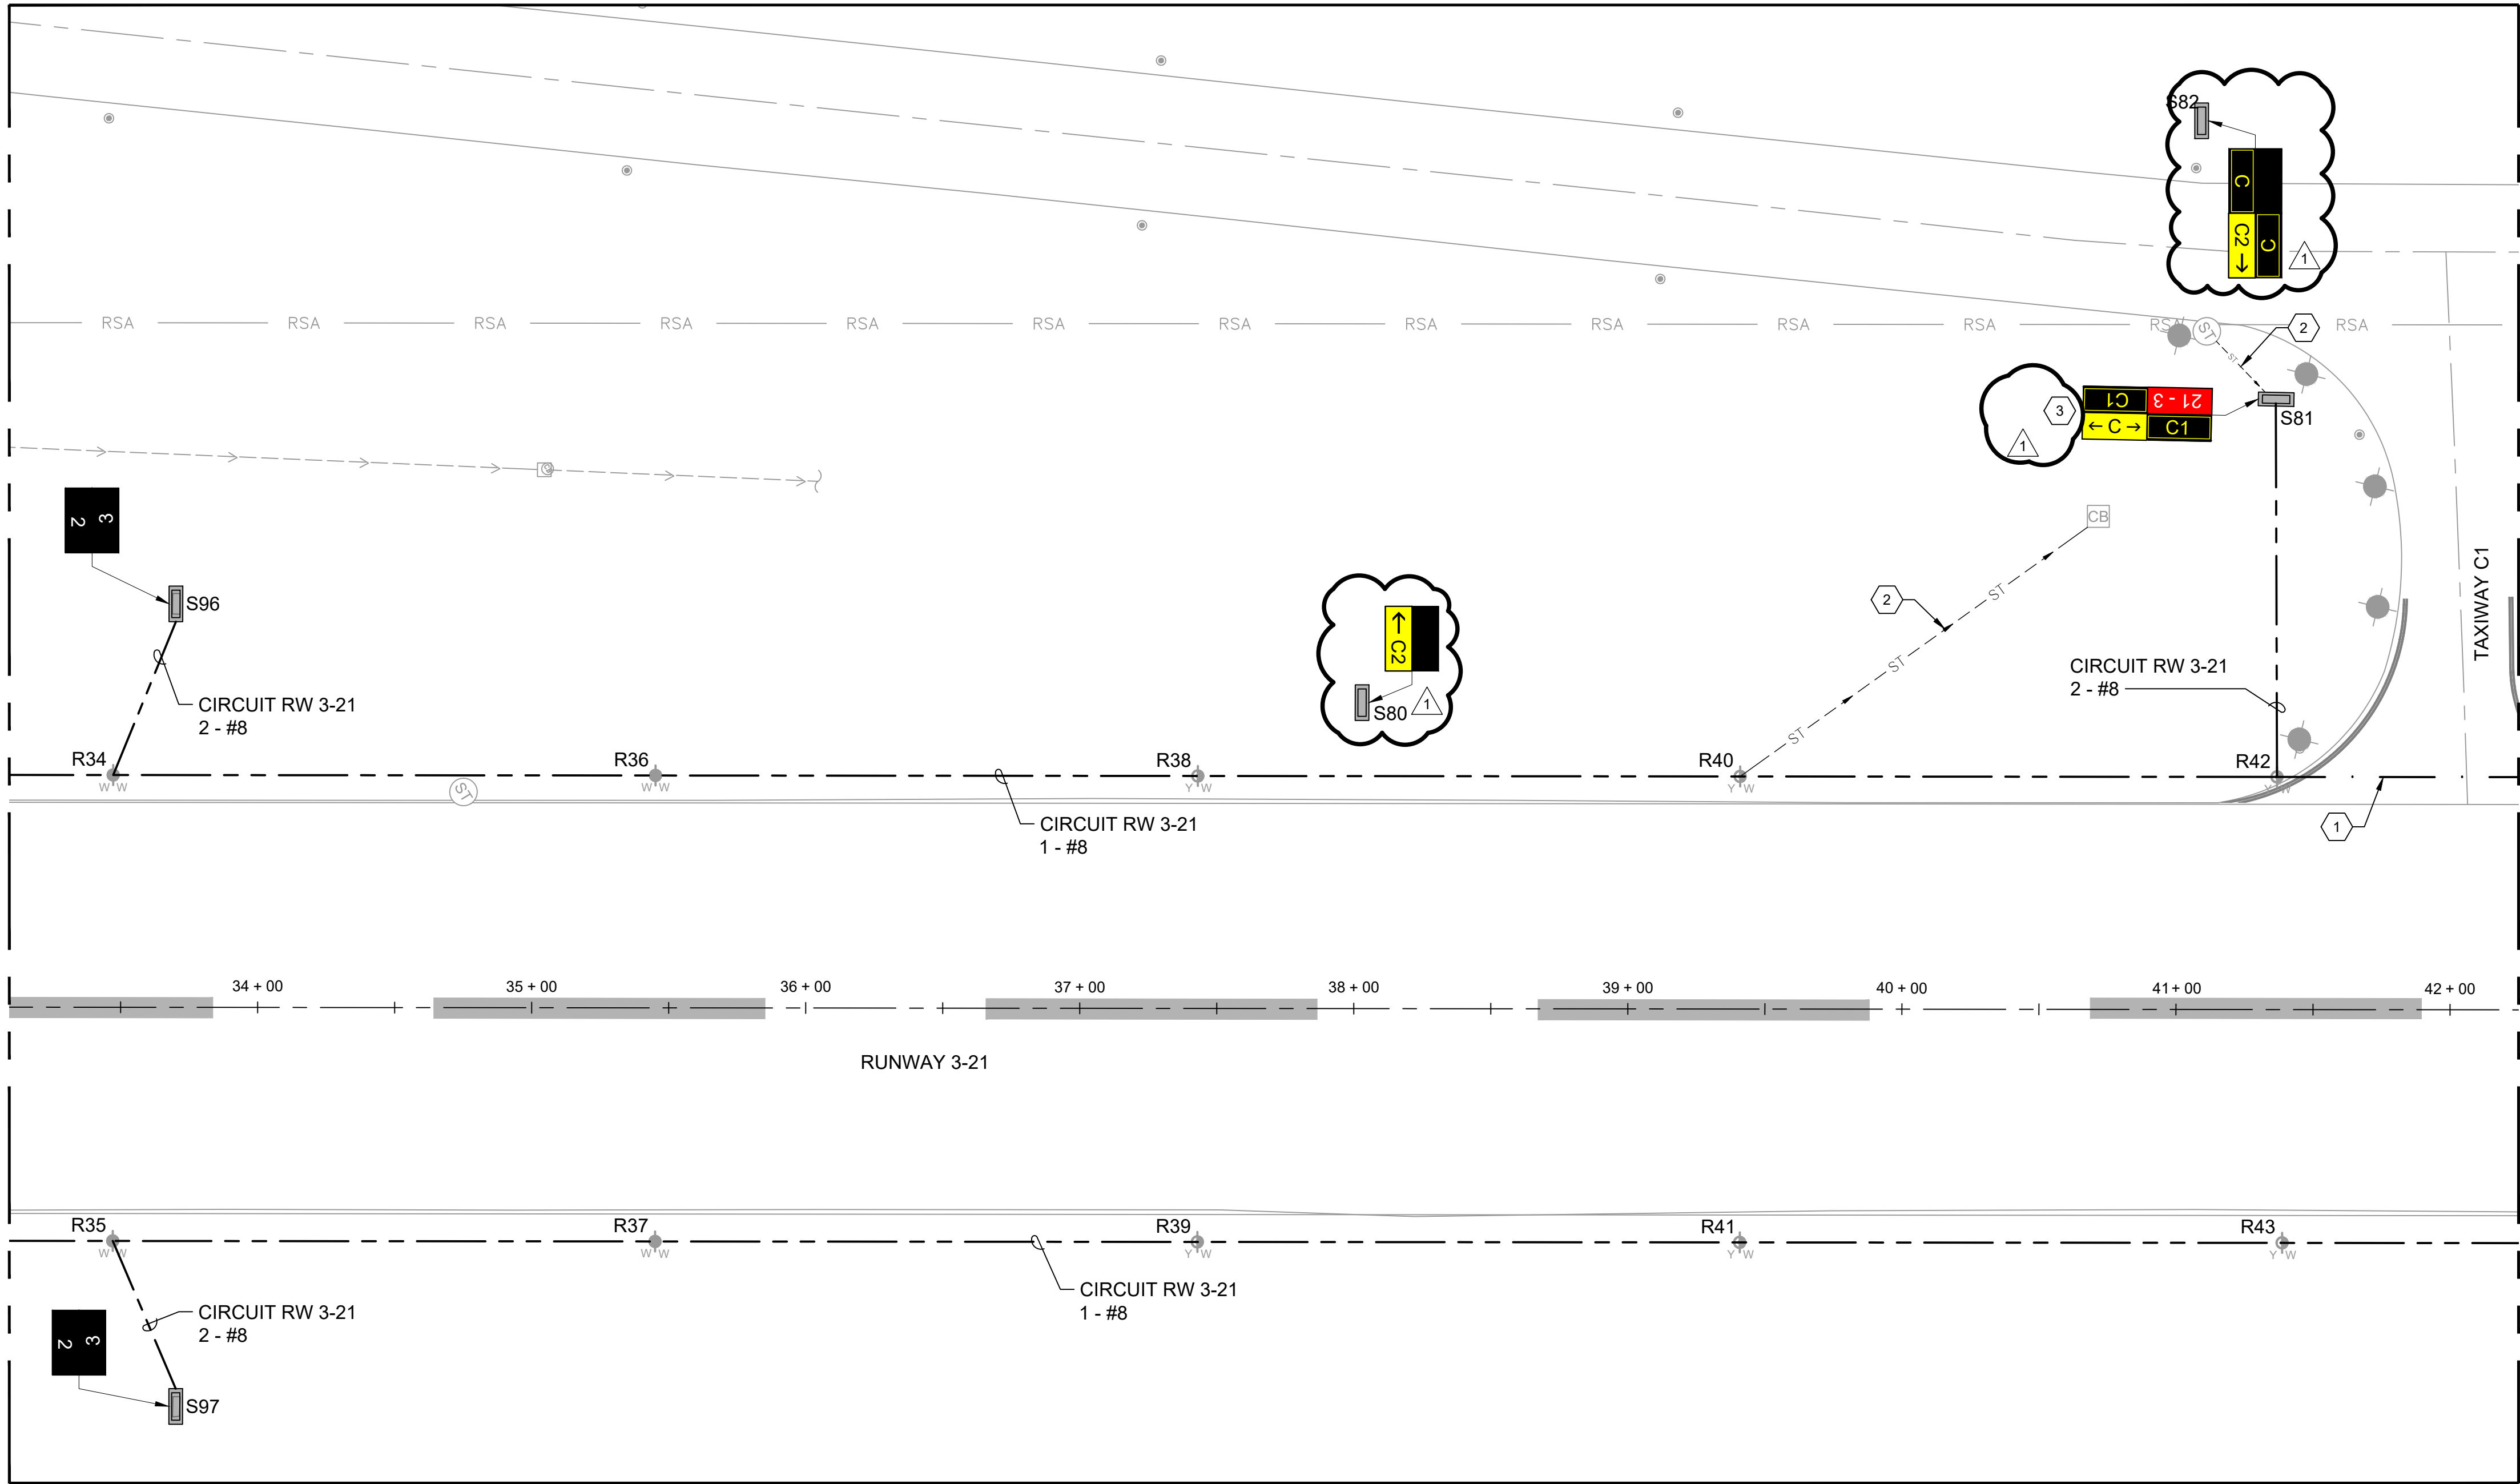 S82
C
C2 →
C
1
RSA RSA RSA RSA RSA RSA RSA RSA RSA RSA RSA RSA RSA
ST
2
ST
C1
21 - 3
← C →
C1
3
1
S81
2 3
S96
CB
ST
ST
ST
2
TAXIWAY C1
← C2
S80
1
CIRCUIT RW 3-21
2 - #8
CIRCUIT RW 3-21
2 - #8
R34
R36
R38
R40
R42
W W
W W
Y W
Y W
Y W
ST
CIRCUIT RW 3-21
1 - #8
1
34 + 00
35 + 00
36 + 00
37 + 00
38 + 00
39 + 00
40 + 00
41 + 00
42 + 00
RUNWAY 3-21
R35
R37
R39
R41
R43
W W
W W
Y W
Y W
Y W
CIRCUIT RW 3-21
1 - #8
CIRCUIT RW 3-21
2 - #8
2 3
S97